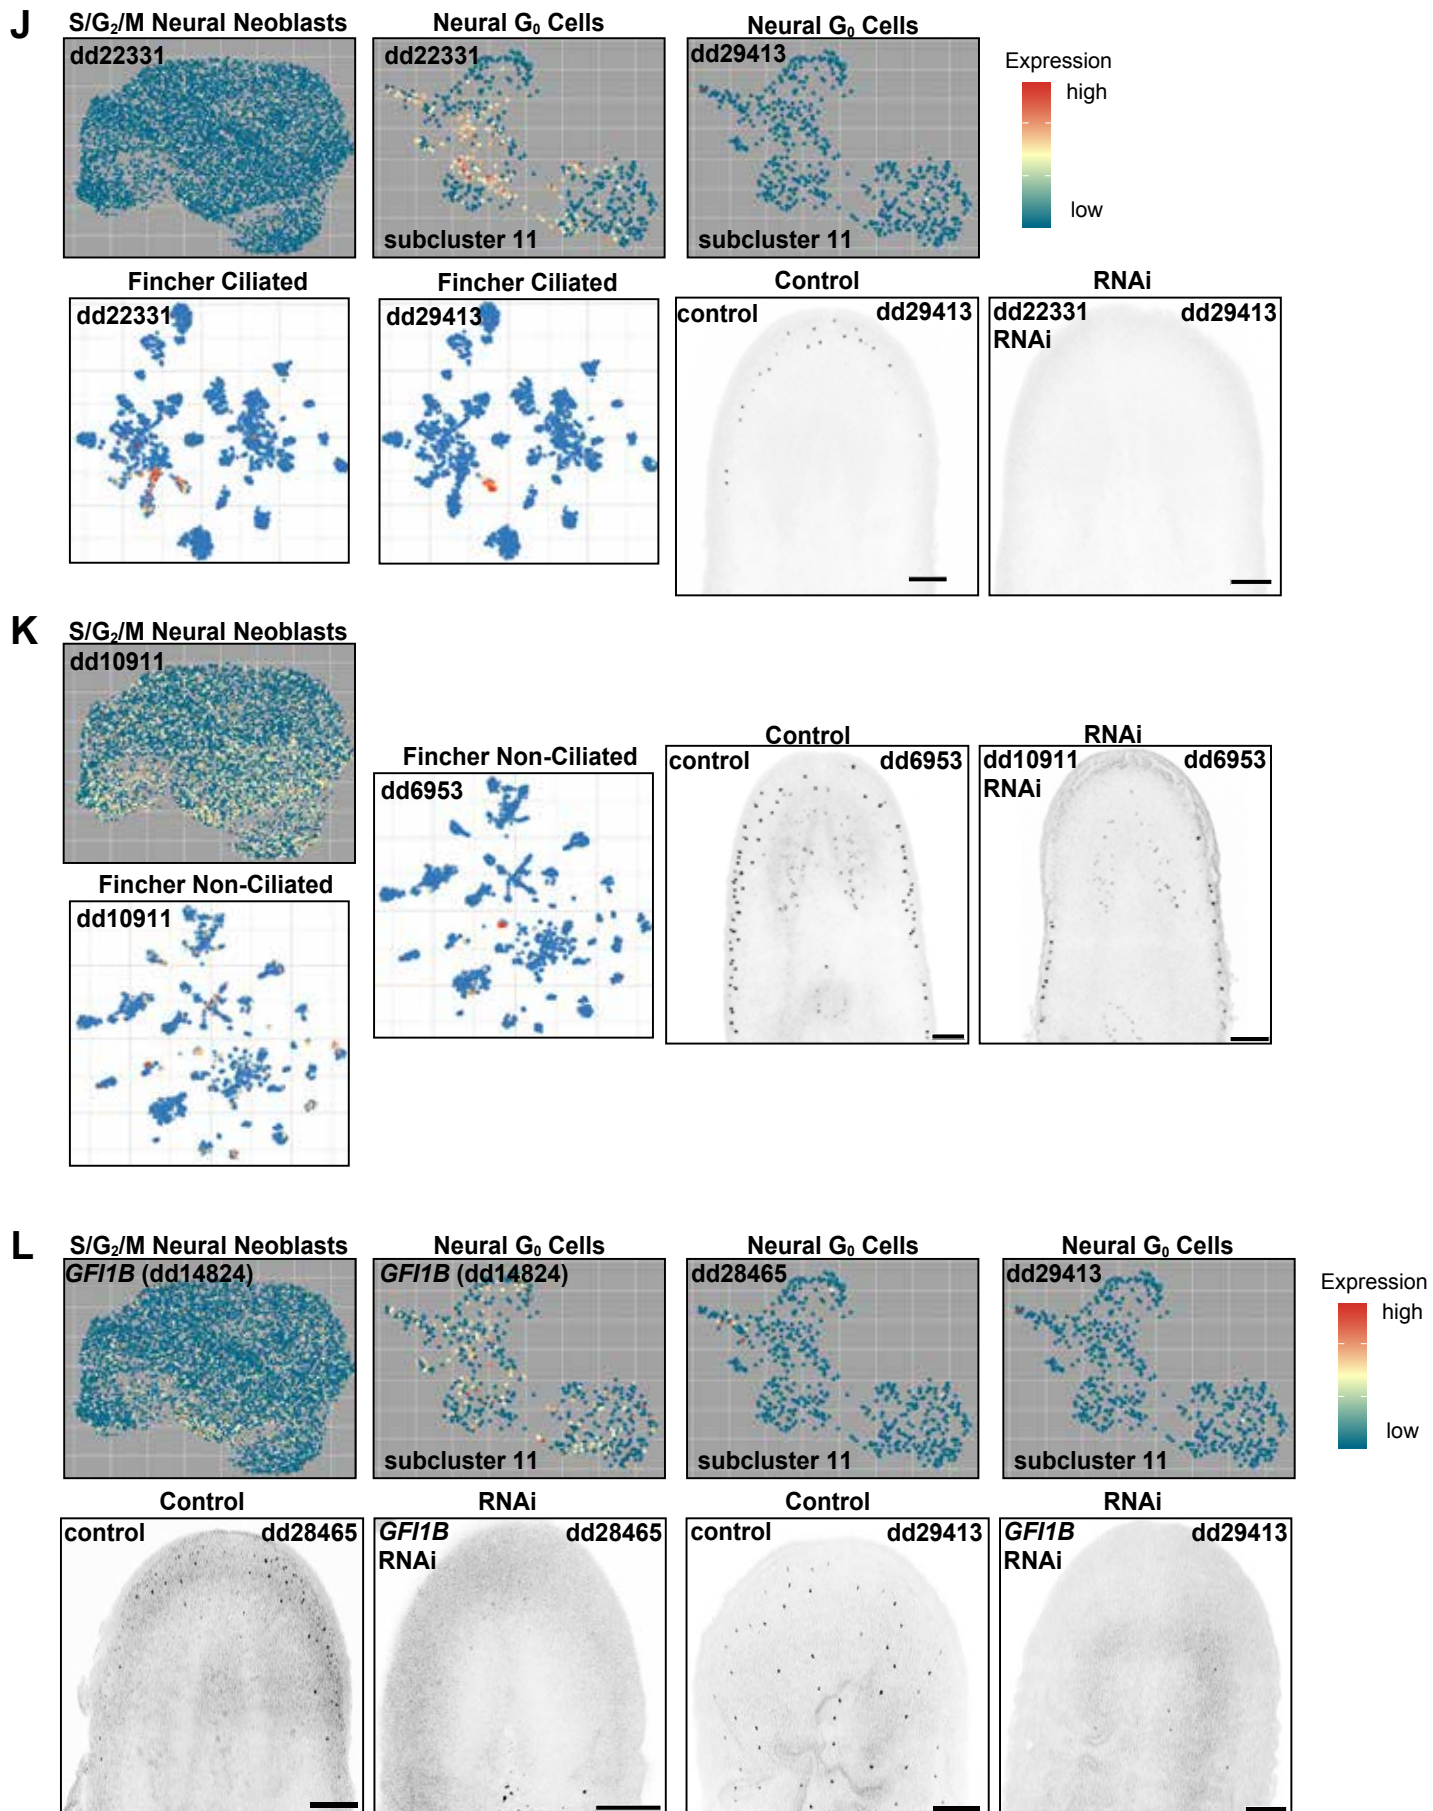 J
S/G₂/M Neural Neoblasts
Neural G₀ Cells
Neural G₀ Cells
dd22331
dd22331
subcluster 11
dd29413
subcluster 11
Expression
high
low
Fincher Ciliated
Fincher Ciliated
Control
RNAi
dd22331
dd29413
control
dd29413
dd22331
RNAi
dd29413
K
S/G₂/M Neural Neoblasts
dd10911
Fincher Non-Ciliated
dd10911
Fincher Non-Ciliated
dd6953
Control
control
dd6953
RNAi
dd10911
RNAi
dd6953
L
S/G₂/M Neural Neoblasts
Neural G₀ Cells
Neural G₀ Cells
Neural G₀ Cells
GFI1B (dd14824)
GFI1B (dd14824)
subcluster 11
dd28465
subcluster 11
dd29413
subcluster 11
Expression
high
low
Control
RNAi
Control
RNAi
control
dd28465
GFI1B
RNAi
dd28465
control
dd29413
GFI1B
RNAi
dd29413